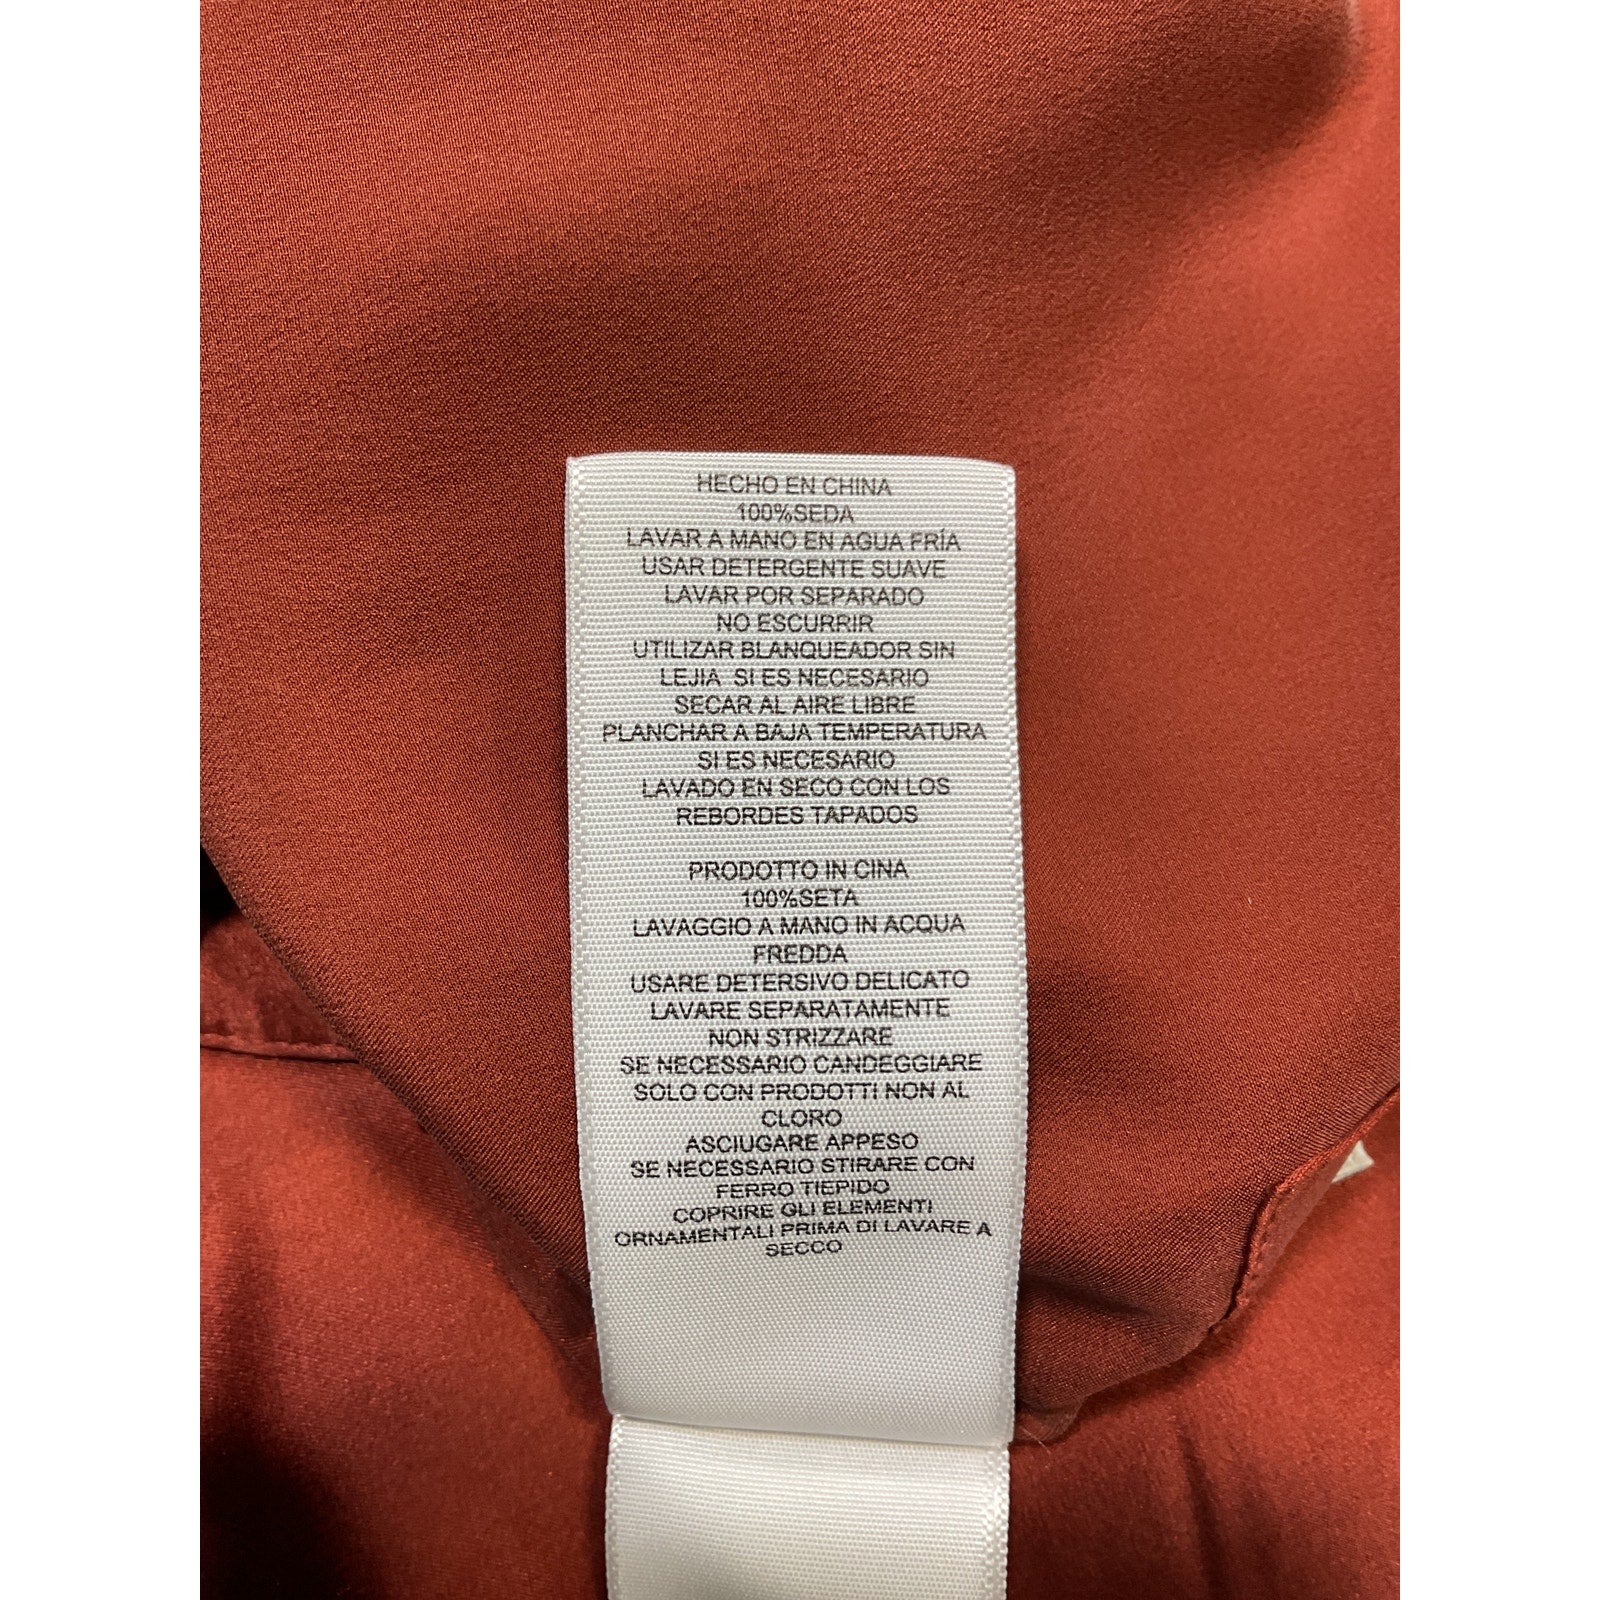 HECHO EN CHINA
100%SEDA
LAVAR A MANO EN AGUA FRÍA
USAR DETERGENTE SUAVE
LAVAR POR SEPARADO
NO ESCURRIR
UTILIZAR BLANQUEADOR SIN
LEJIA SI ES NECESARIO
SECAR AL AIRE LIBRE
PLANCHAR A BAJA TEMPERATURA
SI ES NECESARIO
LAVADO EN SECO CON LOS
REBORDES TAPADOS
PRODOTTO IN CINA
100%SETA
LAVAGGIO A MANO IN ACQUA
FREDDA
USARE DETERSIVO DELICATO
LAVARE SEPARATAMENTE
NON STRIZZARE
SE NECESSARIO CANDEGGIARE
SOLO CON PRODOTTI NON AL
CLORO
ASCIUGARE APPESO
SE NECESSARIO STIRARE CON
FERRO TIEPIDO
COPRIRE GLI ELEMENTI
ORNAMENTALI PRIMA DI LAVARE A
SECCO